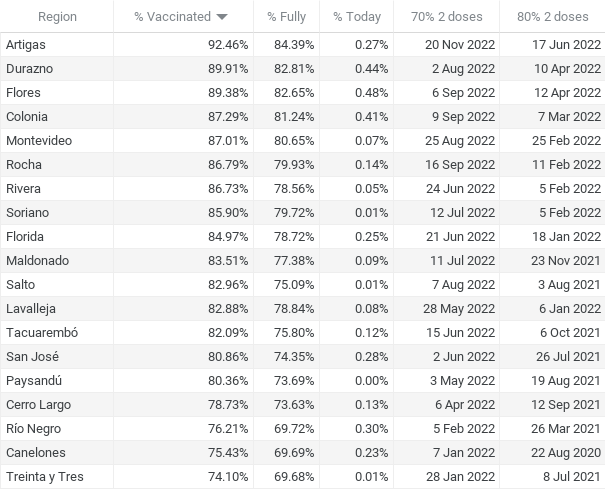 Region % Vaccinated % Fully % Today 70% 2 doses 80% 2 doses
Artigas 92.46% 84.39% 0.27% 20 Nov 2022 17 Jun 2022
Durazno 89.91% 82.81% 0.44% 2 Aug 2022 10 Apr 2022
Flores 89.38% 82.65% 0.48% 6 Sep 2022 12 Apr 2022
Colonia 87.29% 81.24% 0.41% 9 Sep 2022 7 Mar 2022
Montevideo 87.01% 80.65% 0.07% 25 Aug 2022 25 Feb 2022
Rocha 86.79% 79.93% 0.14% 16 Sep 2022 11 Feb 2022
Rivera 86.73% 78.56% 0.05% 24 Jun 2022 5 Feb 2022
Soriano 85.90% 79.72% 0.01% 12 Jul 2022 5 Feb 2022
Florida 84.97% 78.72% 0.25% 21 Jun 2022 18 Jan 2022
Maldonado 83.51% 77.38% 0.09% 11 Jul 2022 23 Nov 2021
Salto 82.96% 75.09% 0.01% 7 Aug 2022 3 Aug 2021
Lavalleja 82.88% 78.84% 0.08% 28 May 2022 6 Jan 2022
Tacuarembó 82.09% 75.80% 0.12% 15 Jun 2022 6 Oct 2021
San José 80.86% 74.35% 0.28% 2 Jun 2022 26 Jul 2021
Paysandú 80.36% 73.69% 0.00% 3 May 2022 19 Aug 2021
Cerro Largo 78.73% 73.63% 0.13% 6 Apr 2022 12 Sep 2021
Río Negro 76.21% 69.72% 0.30% 5 Feb 2022 26 Mar 2021
Canelones 75.43% 69.69% 0.23% 7 Jan 2022 22 Aug 2020
Treinta y Tres 74.10% 69.68% 0.01% 28 Jan 2022 8 Jul 2021